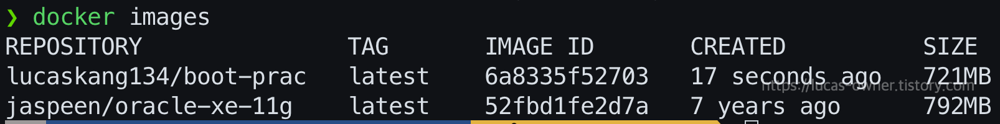 ❯ docker images
REPOSITORY TAG IMAGE ID CREATED SIZE
lucaskang134/boot-prac latest 6a8335f52703 17 seconds ago 721MB
https://lucas-owner.tistory.com
jaspeen/oracle-xe-11g latest 52fbd1fe2d7a 7 years ago 792MB